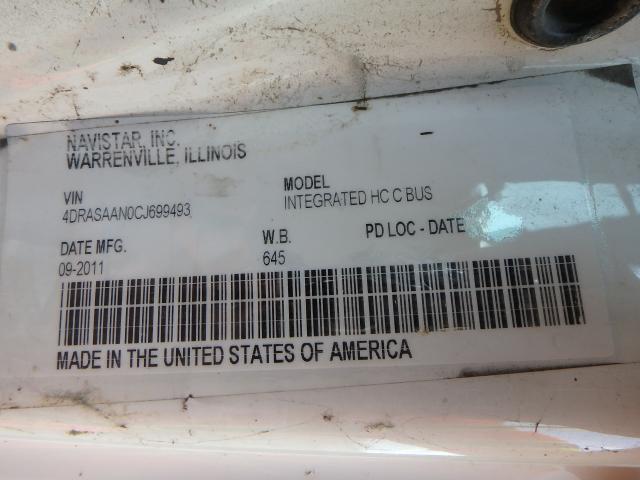 NAVISTAR, INC.
WARRENVILLE, ILLINOIS
VIN
4DRASAAN0CJ699493
MODEL
INTEGRATED HC C BUS
DATE MFG.
09-2011
W.B.
645
PD LOC - DATE
MADE IN THE UNITED STATES OF AMERICA